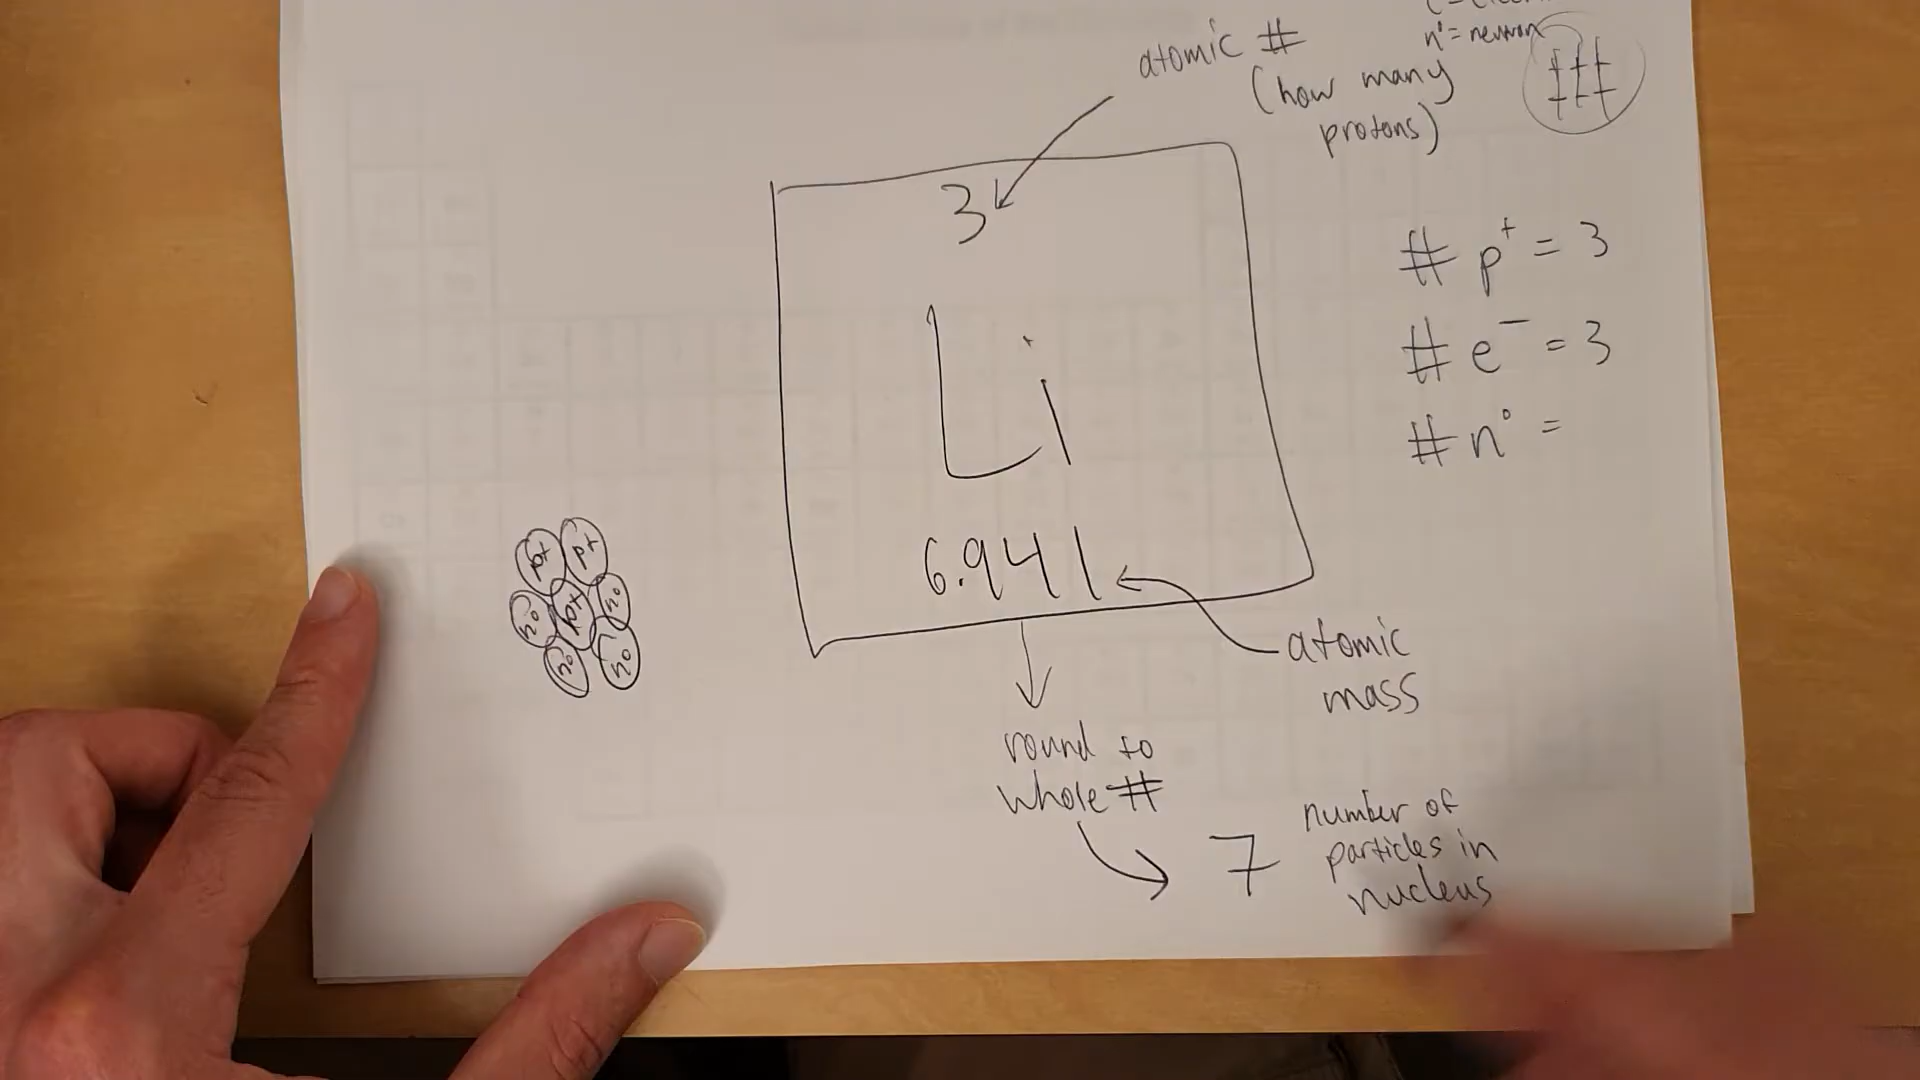 n° = neutron
atomic #
(how many
protons)
3
Li
6.941
# p⁺ = 3
# e⁻ = 3
# n° =
p⁺ p⁺
n° p⁺ n°
n° n°
atomic
mass
round to
whole #
7
number of
particles in
nucleus